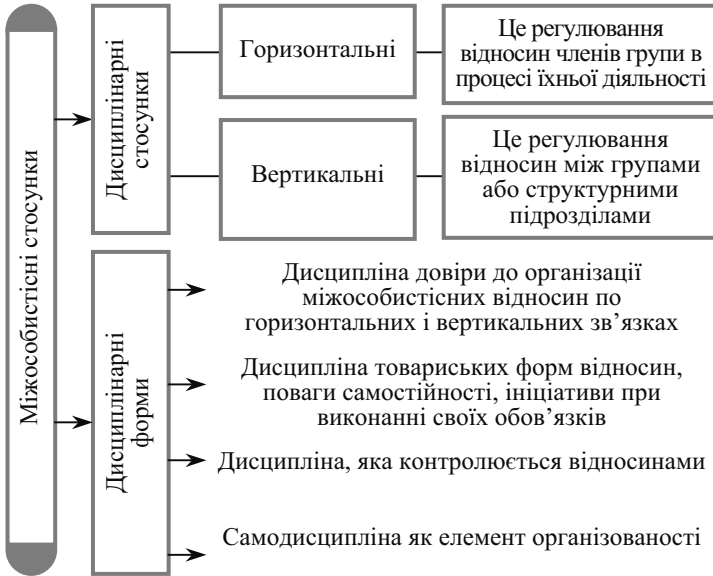 Міжособистісні стосунки
Дисциплінарні
стосунки
Горизонтальні
Це регулювання
відносин членів групи в
процесі їхньої діяльності
Вертикальні
Це регулювання
відносин між групами
або структурними
підрозділами
Дисциплінарні
форми
Дисципліна довіри до організації
міжособистісних відносин по
горизонтальних і вертикальних зв’язках
Дисципліна товариських форм відносин,
поваги самостійності, ініціативи при
виконанні своїх обов’язків
Дисципліна, яка контролюється відносинами
Самодисципліна як елемент організованості